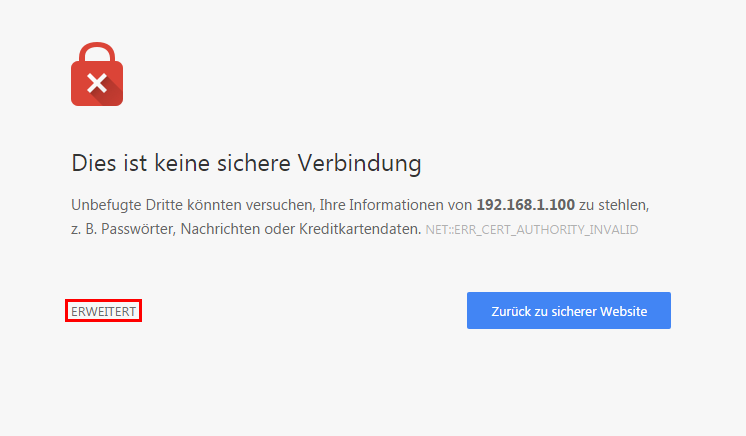 Dies ist keine sichere Verbindung
Unbefugte Dritte könnten versuchen, Ihre Informationen von 192.168.1.100 zu stehlen,
z. B. Passwörter, Nachrichten oder Kreditkartendaten. NET::ERR_CERT_AUTHORITY_INVALID
ERWEITERT
Zurück zu sicherer Website